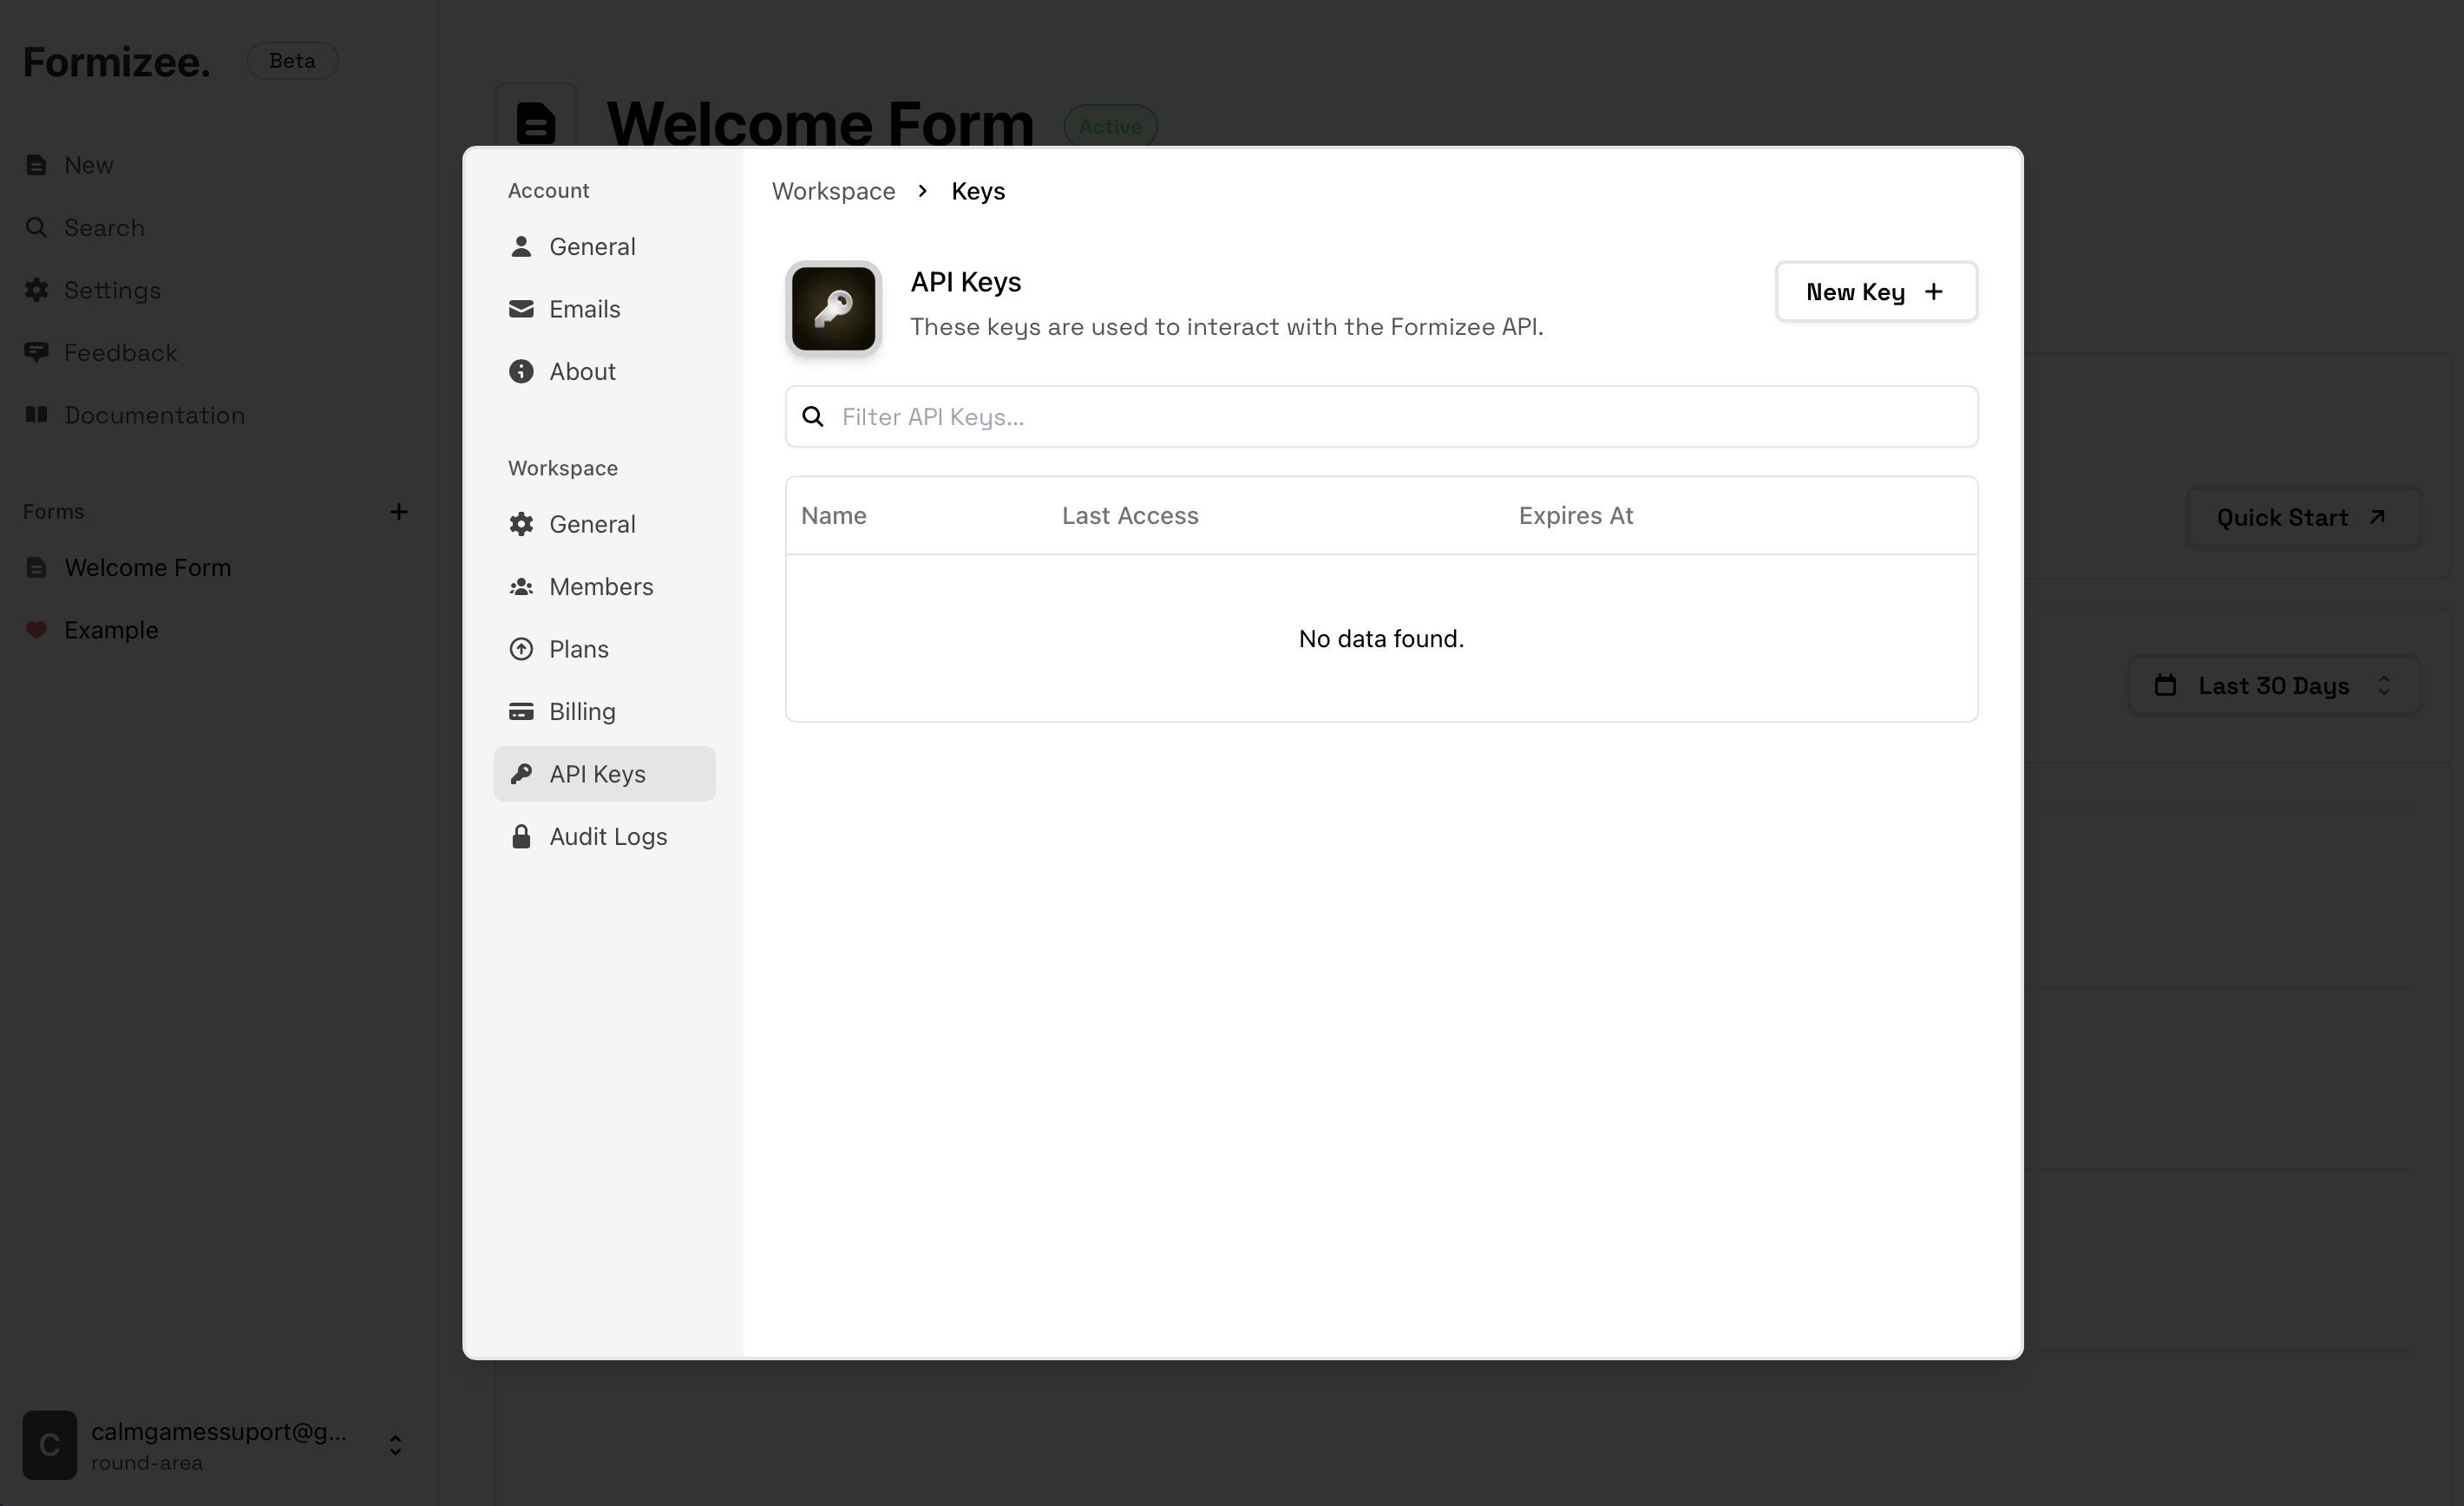 Formizee.
Beta
New
Search
Settings
Feedback
Documentation
Forms
Welcome Form
Example
C
calmgamessuport@g...
round-area
Welcome Form
Active
Quick Start
Last 30 Days
Account
General
Emails
About
Workspace
General
Members
Plans
Billing
API Keys
Audit Logs
Workspace > Keys
API Keys
These keys are used to interact with the Formizee API.
New Key +
Filter API Keys...
Name Last Access Expires At
No data found.